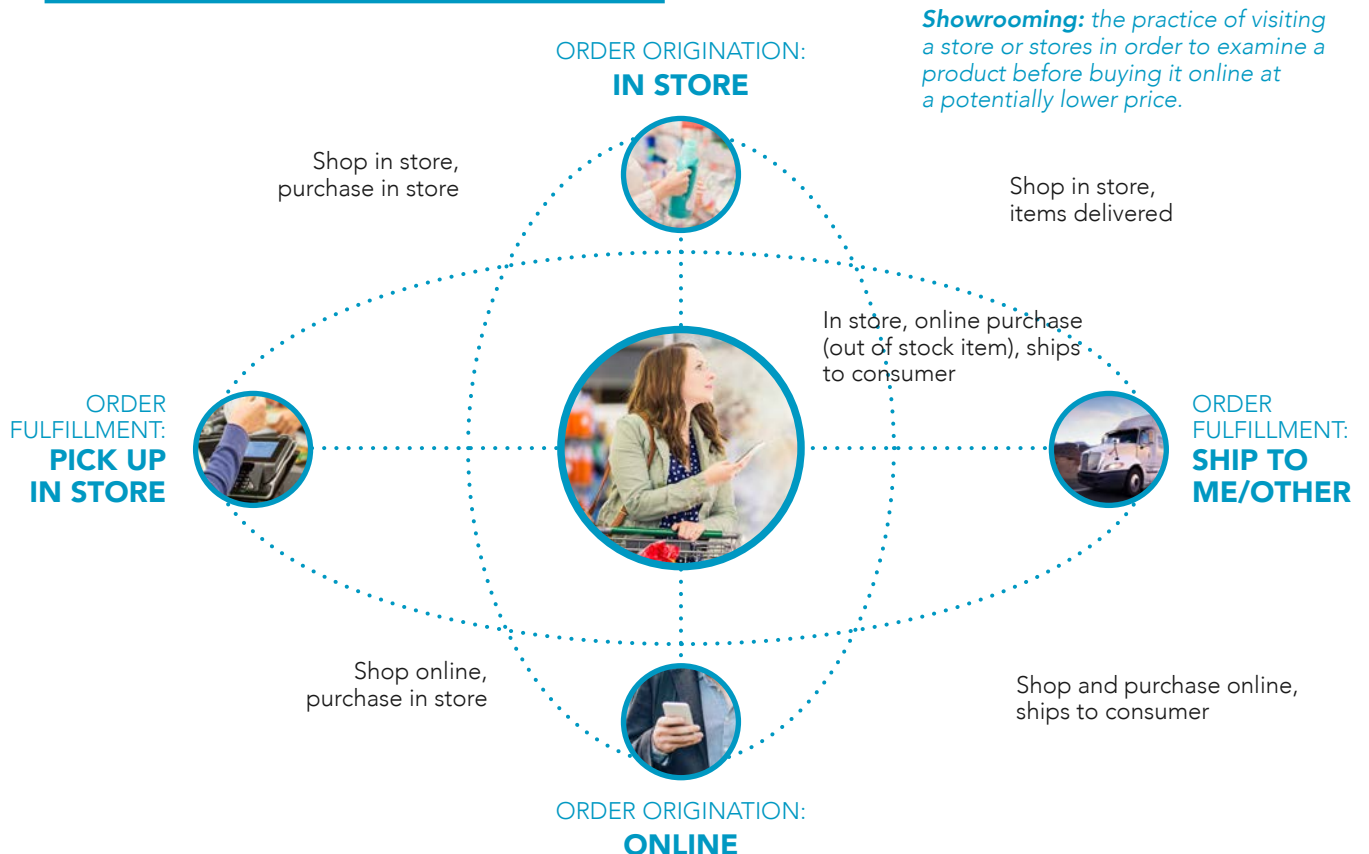 Showrooming: the practice of visiting
a store or stores in order to examine a
product before buying it online at
a potentially lower price.
ORDER ORIGINATION:
IN STORE
Shop in store,
purchase in store
Shop in store,
items delivered
In store, online purchase
(out of stock item), ships
to consumer
ORDER
FULFILLMENT:
PICK UP
IN STORE
ORDER
FULFILLMENT:
SHIP TO
ME/OTHER
Shop online,
purchase in store
Shop and purchase online,
ships to consumer
ORDER ORIGINATION:
ONLINE